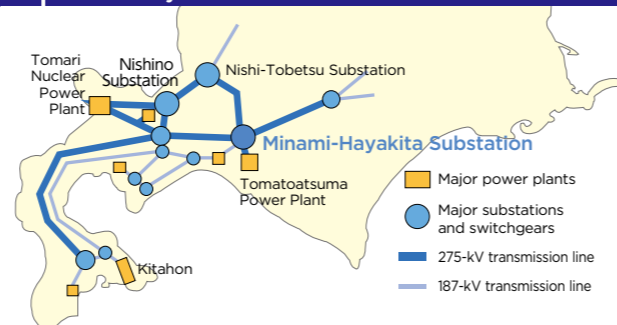 Tomari
Nuclear
Power
Plant
Nishino
Substation
Nishi-Tobetsu Substation
Minami-Hayakita Substation
Tomatoatsuma
Power Plant
Kitahon
Major power plants
Major substations
and switchgears
275-kV transmission line
187-kV transmission line